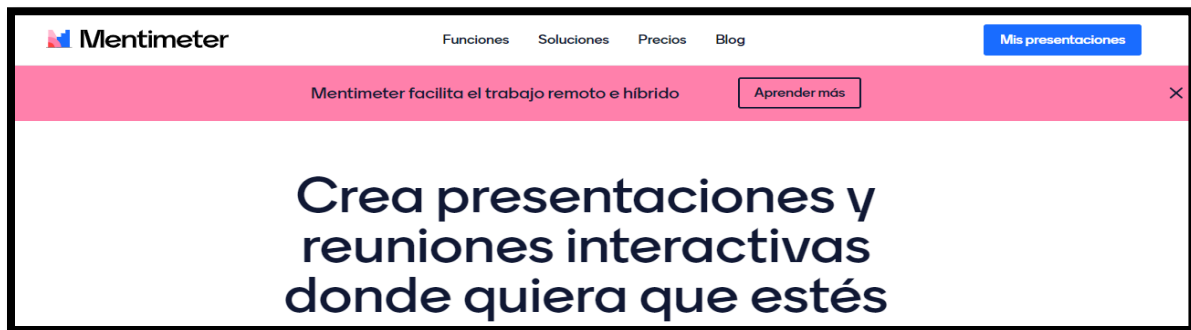 Mentimeter
Funciones Soluciones Precios Blog
Mis presentaciones
Mentimeter facilita el trabajo remoto e híbrido
Aprender más
Crea presentaciones y
reuniones interactivas
donde quiera que estés